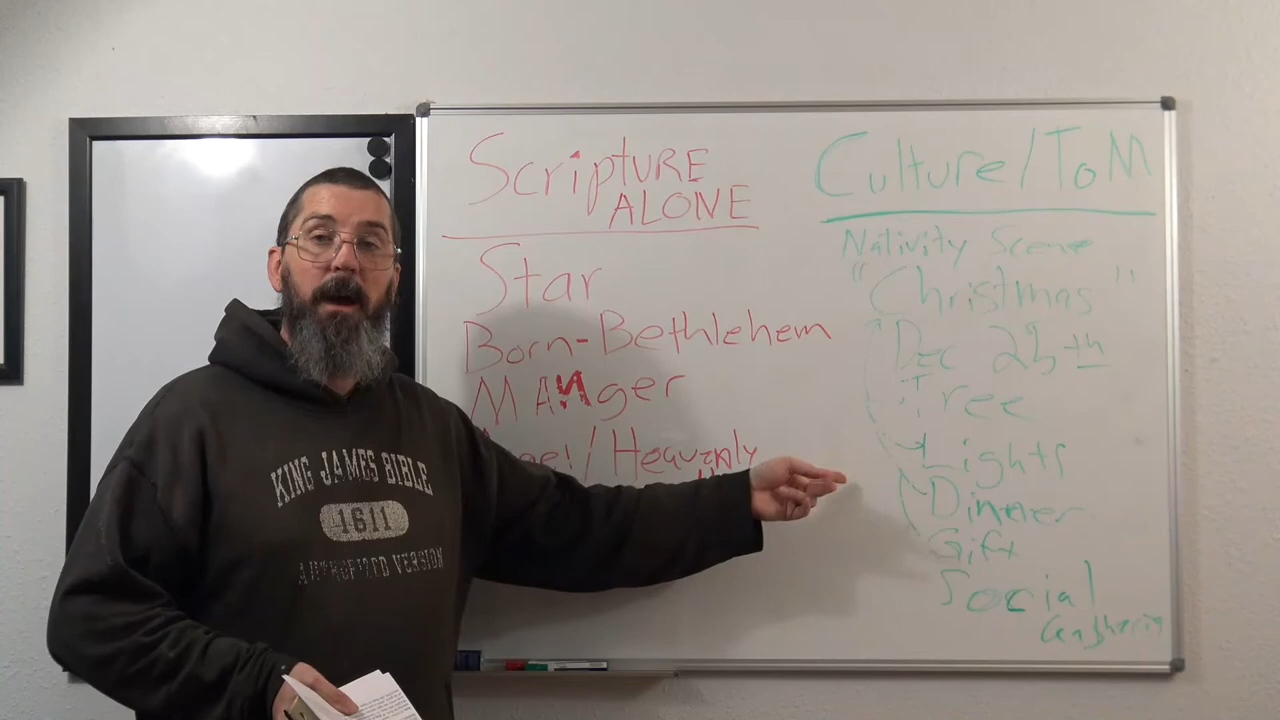 Scripture
ALONE
Star
Born-Bethlehem
MAnger
Heavenly
Culture/ToM
Nativity Scene
"Christmas"
Dec 25th
Tree
Lights
Dinner
Gift
Social
KING JAMES BIBLE
1611
AUTHORIZED VERSION